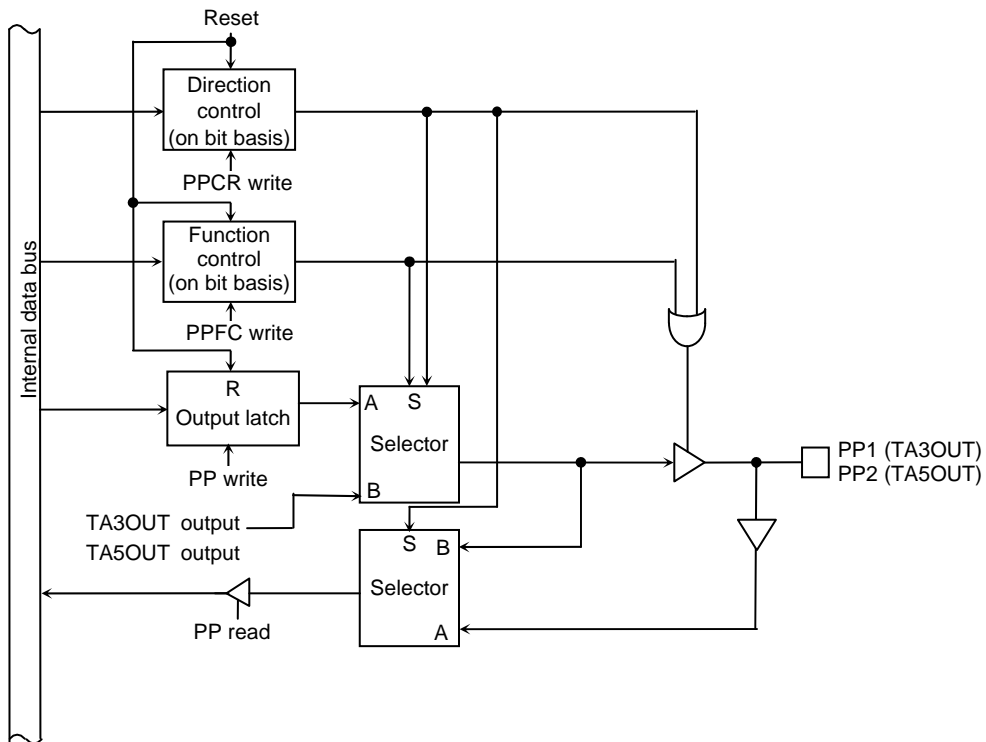 Reset
Direction
control
(on bit basis)
PPCR write
Internal data bus
Function
control
(on bit basis)
PPFC write
R
Output latch
PP write
A
S
Selector
B
TA3OUT output
TA5OUT output
PP1 (TA3OUT)
PP2 (TA5OUT)
S
B
Selector
A
PP read